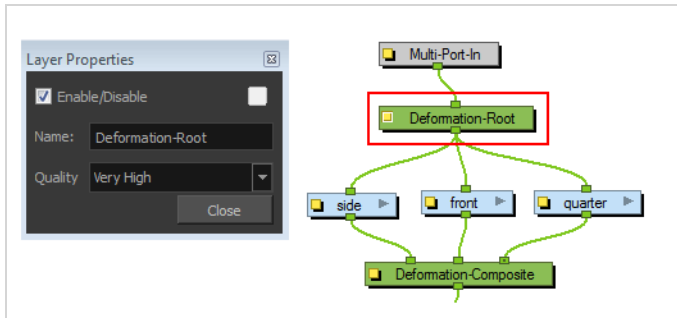 Layer Properties
Enable/Disable
Name: Deformation-Root
Quality Very High
Close
Multi-Port-In
Deformation-Root
side front quarter
Deformation-Composite